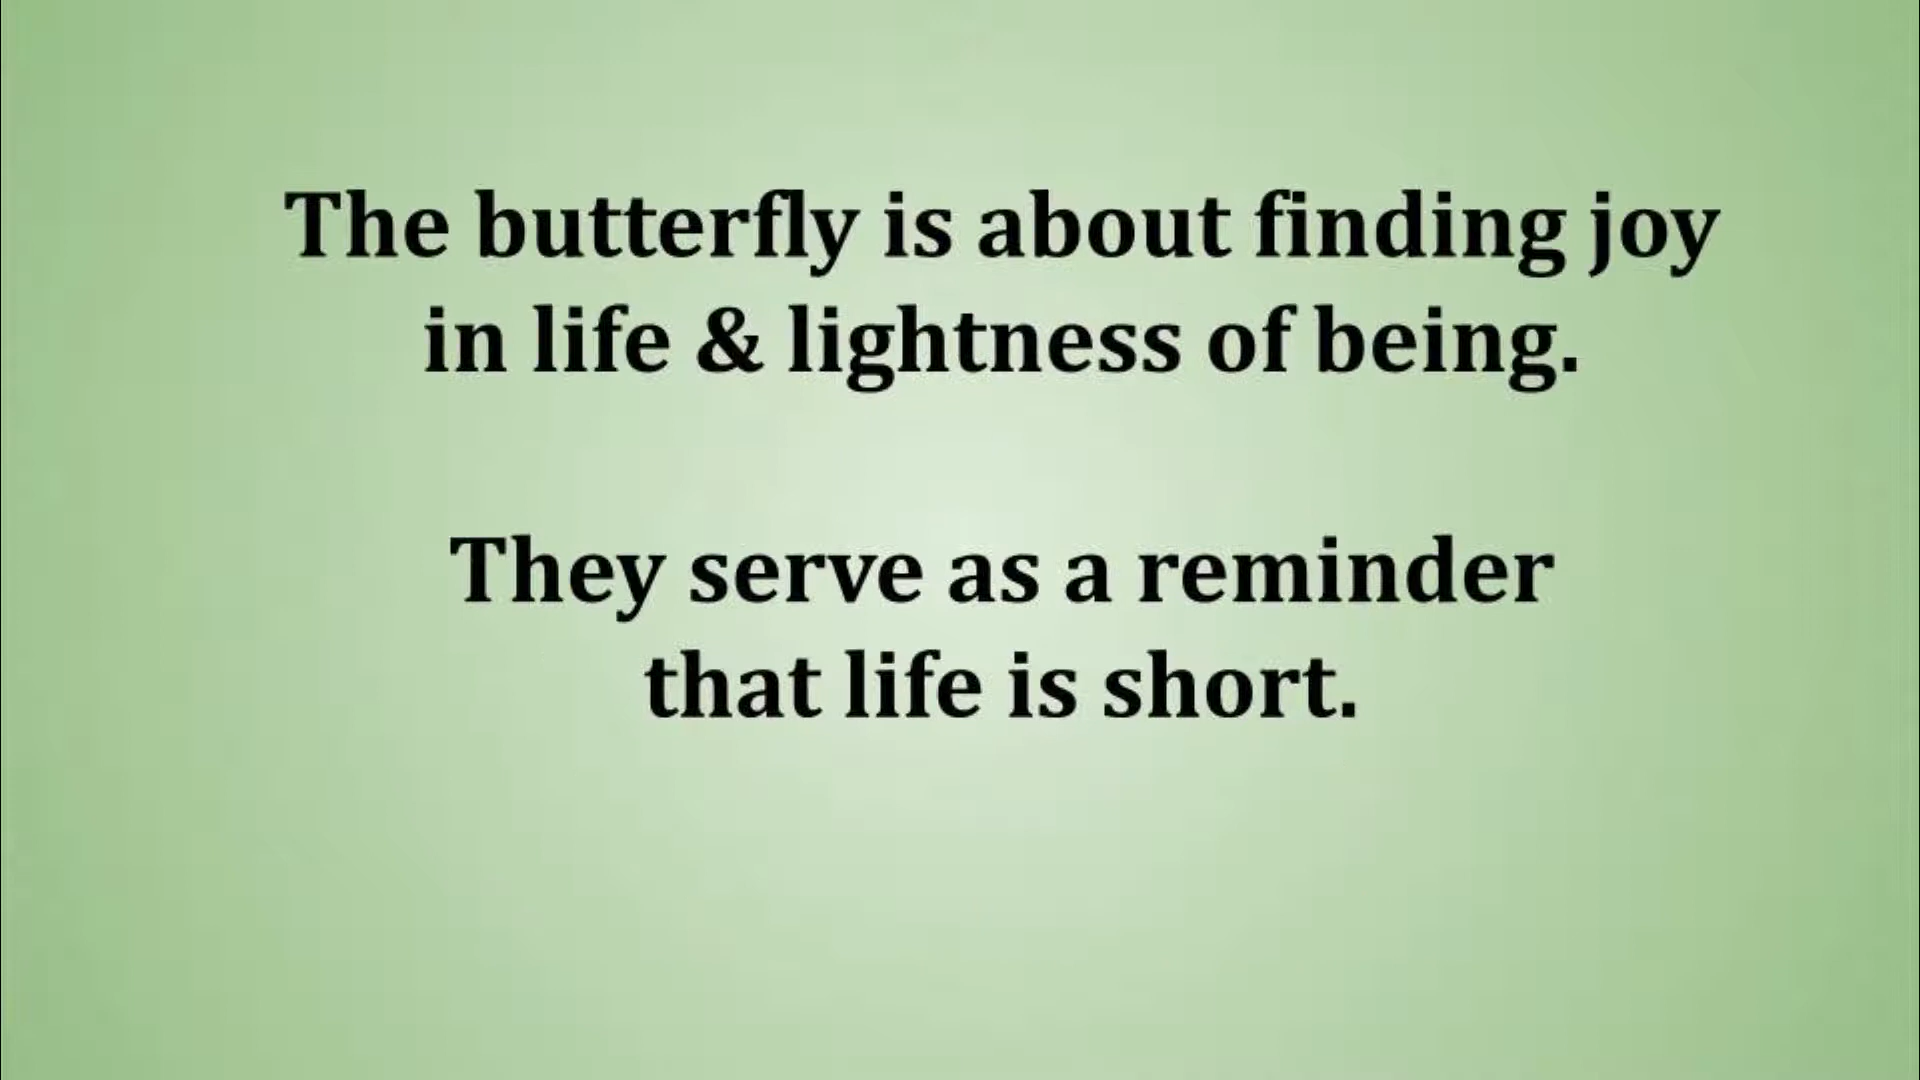 The butterfly is about finding joy
in life & lightness of being.
They serve as a reminder
that life is short.